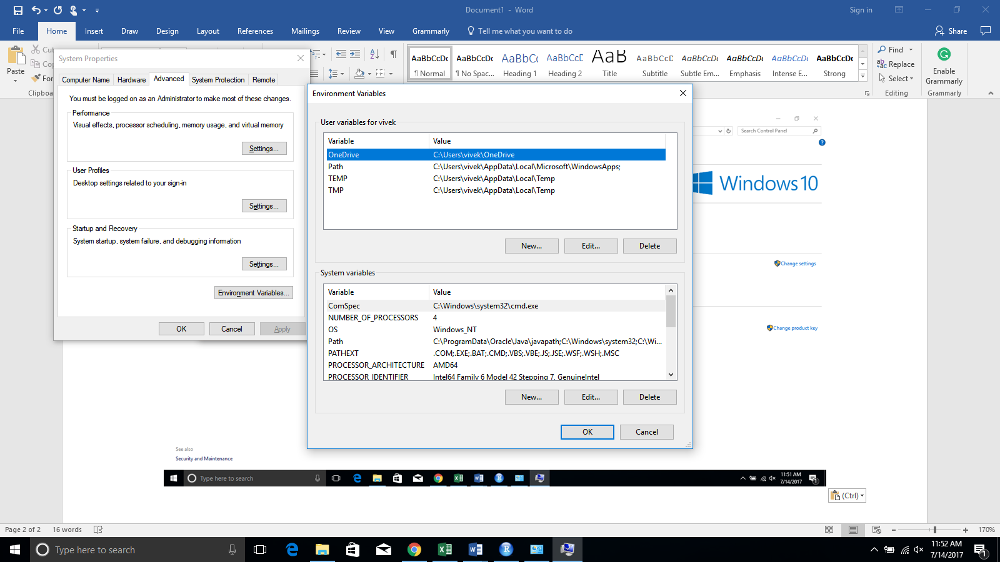 Document1 - Word
Sign in
File Home Insert Draw Design Layout References Mailings Review View Grammarly Tell me what you want to do Share
Paste
Cut
Clipboa
AaBbCcDc AaBbCcDc AaBbCc AaBbCcD AaB AaBbCcD AaBbCcDc AaBbCcDc AaBbCcDc AaBbCcDc
¶ Normal ¶ No Spac... Heading 1 Heading 2 Title Subtitle Subtle Em... Emphasis Intense E... Strong
Find
Replace
Select
Editing
Enable
Grammarly
Grammarly
System Properties
Computer Name Hardware Advanced System Protection Remote
You must be logged on as an Administrator to make most of these changes.
Performance
Visual effects, processor scheduling, memory usage, and virtual memory
Settings...
User Profiles
Desktop settings related to your sign-in
Settings...
Startup and Recovery
System startup, system failure, and debugging information
Settings...
Environment Variables...
OK Cancel Apply
Environment Variables
User variables for vivek
Variable Value
OneDrive C:\Users\vivek\OneDrive
Path C:\Users\vivek\AppData\Local\Microsoft\WindowsApps;
TEMP C:\Users\vivek\AppData\Local\Temp
TMP C:\Users\vivek\AppData\Local\Temp
New... Edit... Delete
System variables
Variable Value
ComSpec C:\Windows\system32\cmd.exe
NUMBER_OF_PROCESSORS 4
OS Windows_NT
Path C:\ProgramData\Oracle\Java\javapath;C:\Windows\system32;C:\Wi...
PATHEXT .COM;.EXE;.BAT;.CMD;.VBS;.VBE;.JS;.JSE;.WSF;.WSH;.MSC
PROCESSOR_ARCHITECTURE AMD64
PROCESSOR_IDENTIFIER Intel64 Family 6 Model 42 Stepping 7, GenuineIntel
New... Edit... Delete
OK Cancel
Search Control Panel
Windows 10
Change settings
Change product key
See also
Security and Maintenance
Type here to search
11:51 AM
7/14/2017
(Ctrl)
Page 2 of 2 16 words
170%
Type here to search
11:52 AM
7/14/2017